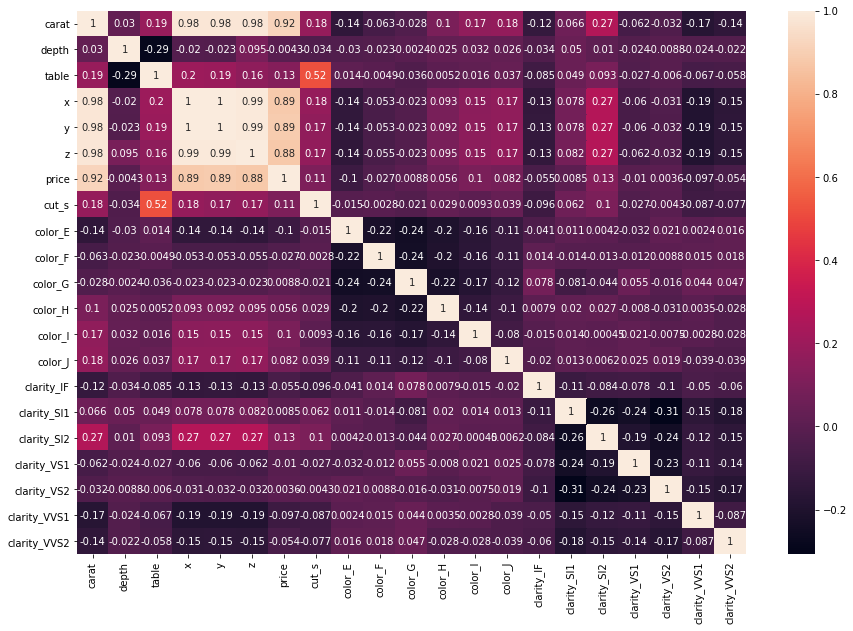 carat 1 0.03 0.19 0.98 0.98 0.98 0.92 0.18 -0.14 -0.063 -0.028 0.1 0.17 0.18 -0.12 0.066 0.27 -0.062 -0.032 -0.17 -0.14
depth 0.03 1 -0.29 -0.02 -0.023 0.095 -0.0043 -0.034 -0.03 -0.023 -0.0024 0.025 0.032 0.026 -0.034 0.05 0.01 -0.024 -0.0088 -0.024 -0.022
table 0.19 -0.29 1 0.2 0.19 0.16 0.13 0.52 0.014 -0.0049 -0.036 0.0052 0.016 0.037 -0.085 0.049 0.093 -0.027 -0.006 -0.067 -0.058
x 0.98 -0.02 0.2 1 1 0.99 0.89 0.18 -0.14 -0.053 -0.023 0.093 0.15 0.17 -0.13 0.078 0.27 -0.06 -0.031 -0.19 -0.15
y 0.98 -0.023 0.19 1 1 0.99 0.89 0.17 -0.14 -0.053 -0.023 0.092 0.15 0.17 -0.13 0.078 0.27 -0.06 -0.032 -0.19 -0.15
z 0.98 0.095 0.16 0.99 0.99 1 0.88 0.17 -0.14 -0.055 -0.023 0.095 0.15 0.17 -0.13 0.082 0.27 -0.062 -0.032 -0.19 -0.15
price 0.92 -0.0043 0.13 0.89 0.89 0.88 1 0.11 -0.1 -0.027 0.0088 0.056 0.1 0.082 -0.055 0.0085 0.13 -0.01 0.0036 -0.097 -0.054
cut_s 0.18 -0.034 0.52 0.18 0.17 0.17 0.11 1 -0.015 -0.0028 -0.021 0.029 0.0093 0.039 -0.096 0.062 0.1 -0.027 -0.0043 -0.087 -0.077
color_E -0.14 -0.03 0.014 -0.14 -0.14 -0.14 -0.1 -0.015 1 -0.22 -0.24 -0.2 -0.16 -0.11 -0.041 0.011 0.0042 -0.032 0.021 0.0024 0.016
color_F -0.063 -0.023 -0.0049 -0.053 -0.053 -0.055 -0.027 -0.0028 -0.22 1 -0.24 -0.2 -0.16 -0.11 0.014 -0.014 -0.013 -0.012 0.0088 0.015 0.018
color_G -0.028 -0.0024 -0.036 -0.023 -0.023 -0.023 0.0088 -0.021 -0.24 -0.24 1 -0.22 -0.17 -0.12 0.078 -0.081 -0.044 0.055 -0.016 0.044 0.047
color_H 0.1 0.025 0.0052 0.093 0.092 0.095 0.056 0.029 -0.2 -0.2 -0.22 1 -0.14 -0.1 0.0079 0.02 0.027 -0.008 -0.031 0.0035 -0.028
color_I 0.17 0.032 0.016 0.15 0.15 0.15 0.1 0.0093 -0.16 -0.16 -0.17 -0.14 1 -0.08 -0.015 0.014 -0.00045 0.021 -0.0075 0.0028 -0.028
color_J 0.18 0.026 0.037 0.17 0.17 0.17 0.082 0.039 -0.11 -0.11 -0.12 -0.1 -0.08 1 -0.02 0.013 0.0062 0.025 0.019 -0.039 -0.039
clarity_IF -0.12 -0.034 -0.085 -0.13 -0.13 -0.13 -0.055 -0.096 -0.041 0.014 0.078 0.0079 -0.015 -0.02 1 -0.11 -0.084 -0.078 -0.1 -0.05 -0.06
clarity_SI1 0.066 0.05 0.049 0.078 0.078 0.082 0.0085 0.062 0.011 -0.014 -0.081 0.02 0.014 0.013 -0.11 1 -0.26 -0.24 -0.31 -0.15 -0.18
clarity_SI2 0.27 0.01 0.093 0.27 0.27 0.27 0.13 0.1 0.0042 -0.013 -0.044 0.027 -0.00045 0.0062 -0.084 -0.26 1 -0.19 -0.24 -0.12 -0.15
clarity_VS1 -0.062 -0.024 -0.027 -0.06 -0.06 -0.062 -0.01 -0.027 -0.032 -0.012 0.055 -0.008 0.021 0.025 -0.078 -0.24 -0.19 1 -0.23 -0.11 -0.14
clarity_VS2 -0.032 -0.0088 -0.006 -0.031 -0.032 -0.032 0.0036 -0.0043 0.021 0.0088 -0.016 -0.031 -0.0075 0.019 -0.1 -0.31 -0.24 -0.23 1 -0.15 -0.17
clarity_VVS1 -0.17 -0.024 -0.067 -0.19 -0.19 -0.19 -0.097 -0.087 0.0024 0.015 0.044 0.0035 0.0028 -0.039 -0.05 -0.15 -0.12 -0.11 -0.15 1 -0.087
clarity_VVS2 -0.14 -0.022 -0.058 -0.15 -0.15 -0.15 -0.054 -0.077 0.016 0.018 0.047 -0.028 -0.028 -0.039 -0.06 -0.18 -0.15 -0.14 -0.17 -0.087 1
carat depth table x y z price cut_s color_E color_F color_G color_H color_I color_J clarity_IF clarity_SI1 clarity_SI2 clarity_VS1 clarity_VS2 clarity_VVS1 clarity_VVS2
1.0
0.8
0.6
0.4
0.2
0.0
−0.2